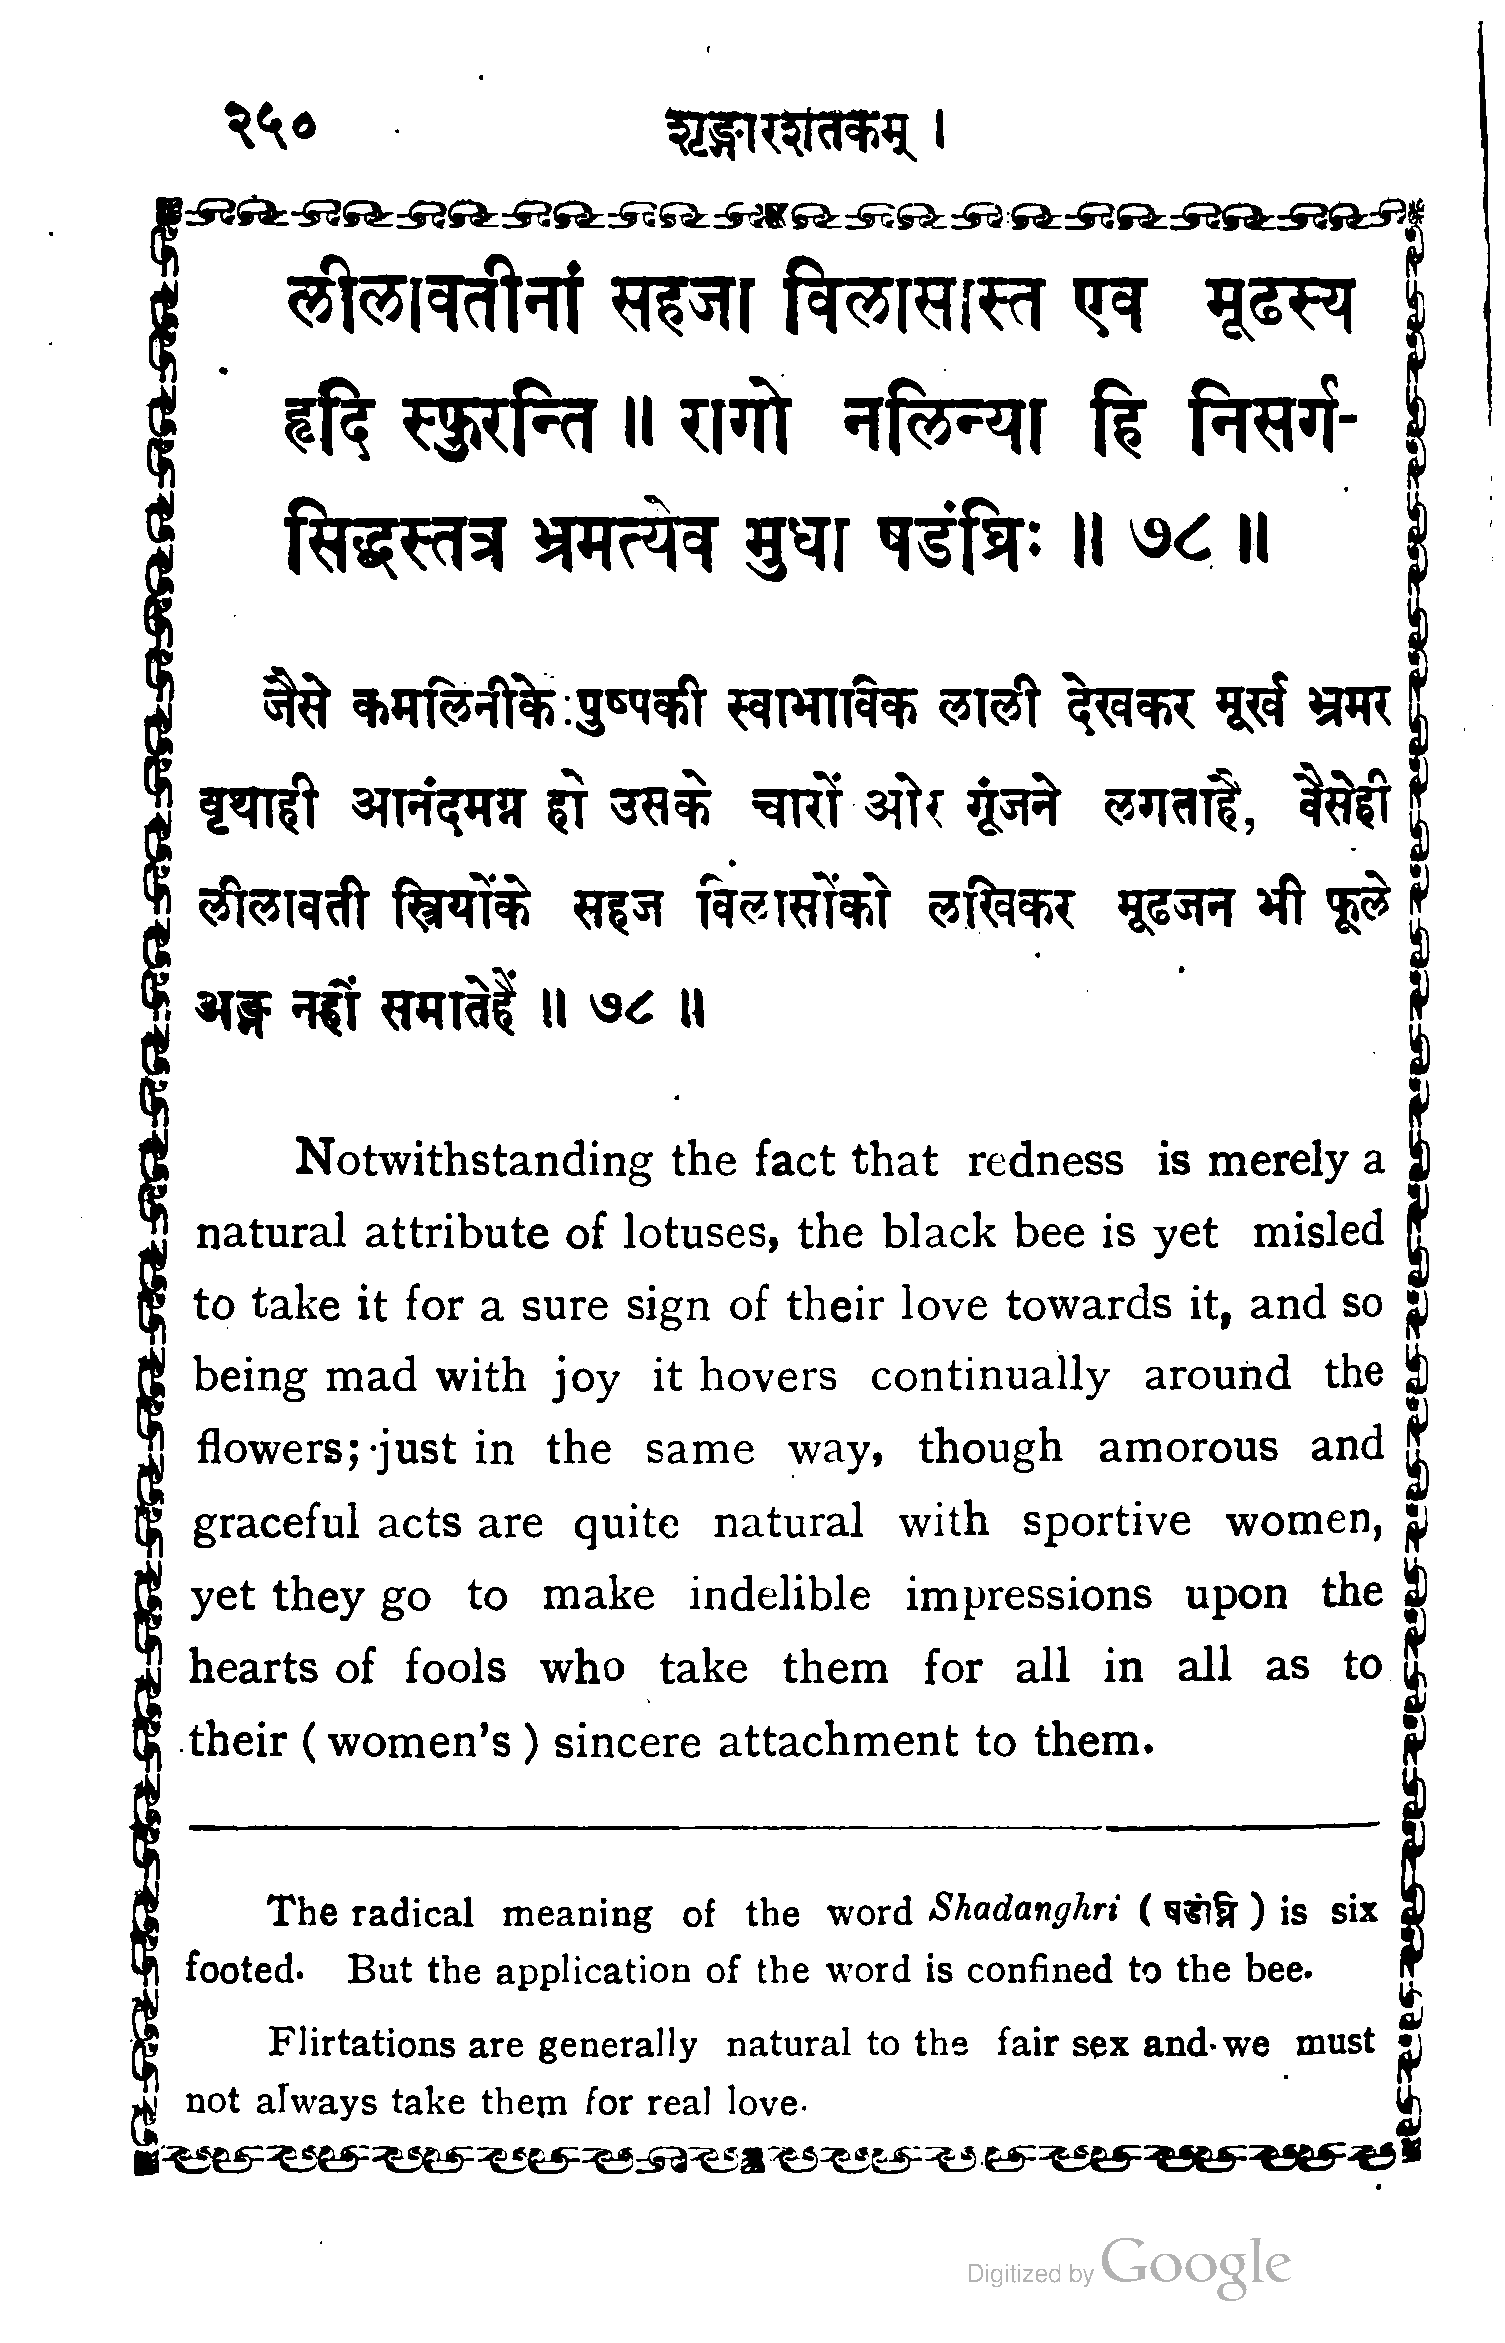 २५०
शृङ्गारशतकम् ।
लीलावतीनां सहजा विलासास्त एव मूढस्य
हृदि स्फुरन्ति ॥ रागो नलिन्या हि निसर्ग-
सिद्धस्तत्र भ्रमत्येव मुधा षडंघ्रिः ॥ ७८ ॥
जैसे कमलिनीके पुष्पकी स्वाभाविक लाली देखकर मूर्ख भ्रमर
वृथाही आनंदमग्न हो उसके चारों ओर गूंजने लगताहै, वैसेही
लीलावती स्त्रियोंके सहज विलासोंको लखिकर मूढजन भी फूले
अङ्ग नहीं समातेहैं ॥ ७८ ॥
Notwithstanding the fact that redness is merely a
natural attribute of lotuses, the black bee is yet misled
to take it for a sure sign of their love towards it, and so
being mad with joy it hovers continually around the
flowers; just in the same way, though amorous and
graceful acts are quite natural with sportive women,
yet they go to make indelible impressions upon the
hearts of fools who take them for all in all as to
their ( women's ) sincere attachment to them.
The radical meaning of the word Shadanghri ( षडांघ्रि ) is six
footed. But the application of the word is confined to the bee.
Flirtations are generally natural to the fair sex and we must
not always take them for real love.
Digitized by Google